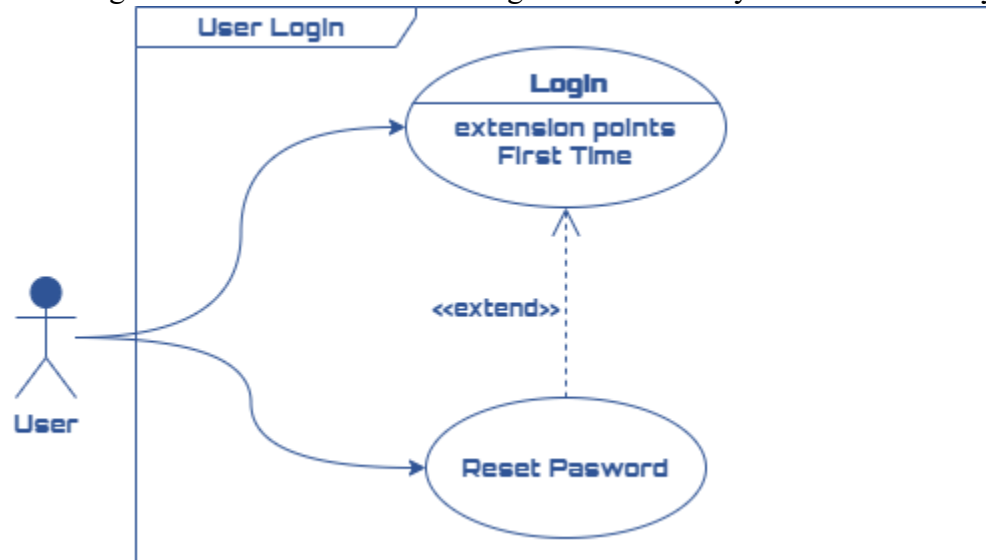 User Login
Login
extension points
First Time
<<extend>>
User
Reset Pasword